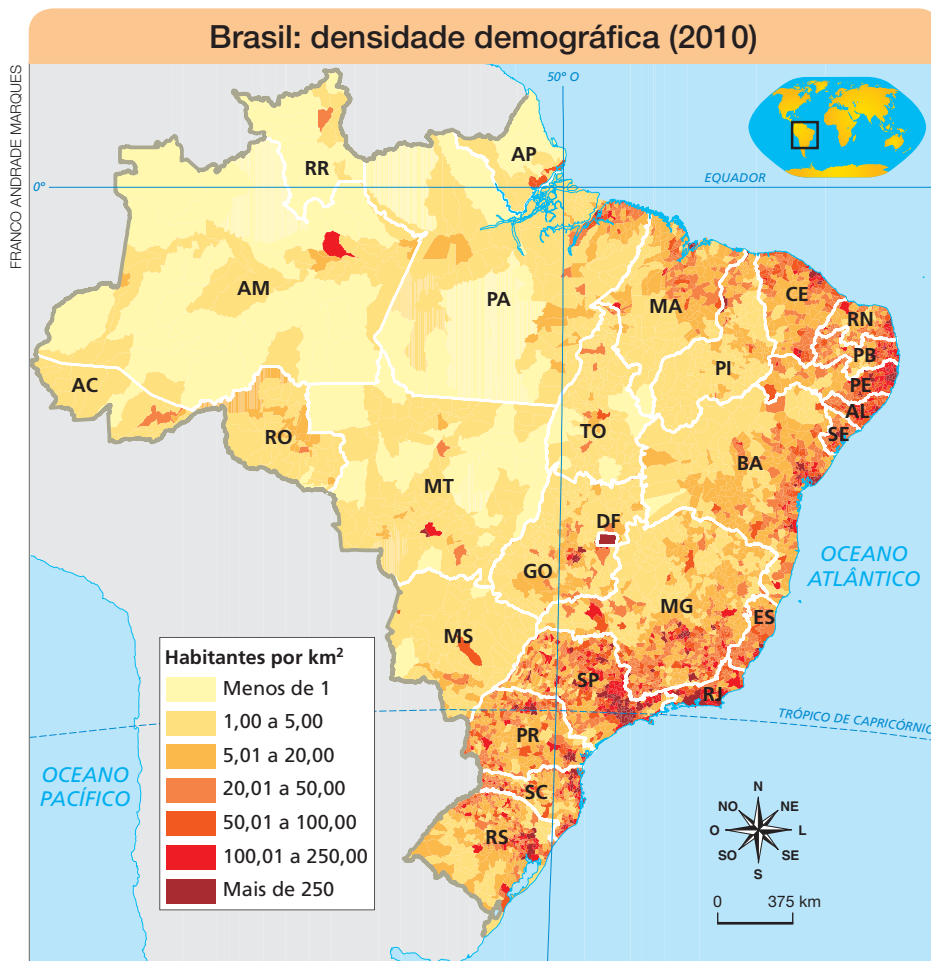 Brasil: densidade demográfica (2010)
FRANCO ANDRADE MARQUES
50° O
EQUADOR
0°
RR
AP
AM
PA
MA
CE
RN
PB
PE
AL
SE
PI
AC
RO
TO
BA
MT
DF
GO
MG
ES
MS
SP
RJ
PR
SC
RS
OCEANO
ATLÂNTICO
TRÓPICO DE CAPRICÓRNIO
OCEANO
PACÍFICO
Habitantes por km²
Menos de 1
1,00 a 5,00
5,01 a 20,00
20,01 a 50,00
50,01 a 100,00
100,01 a 250,00
Mais de 250
N
NO NE
O L
SO SE
S
0 375 km